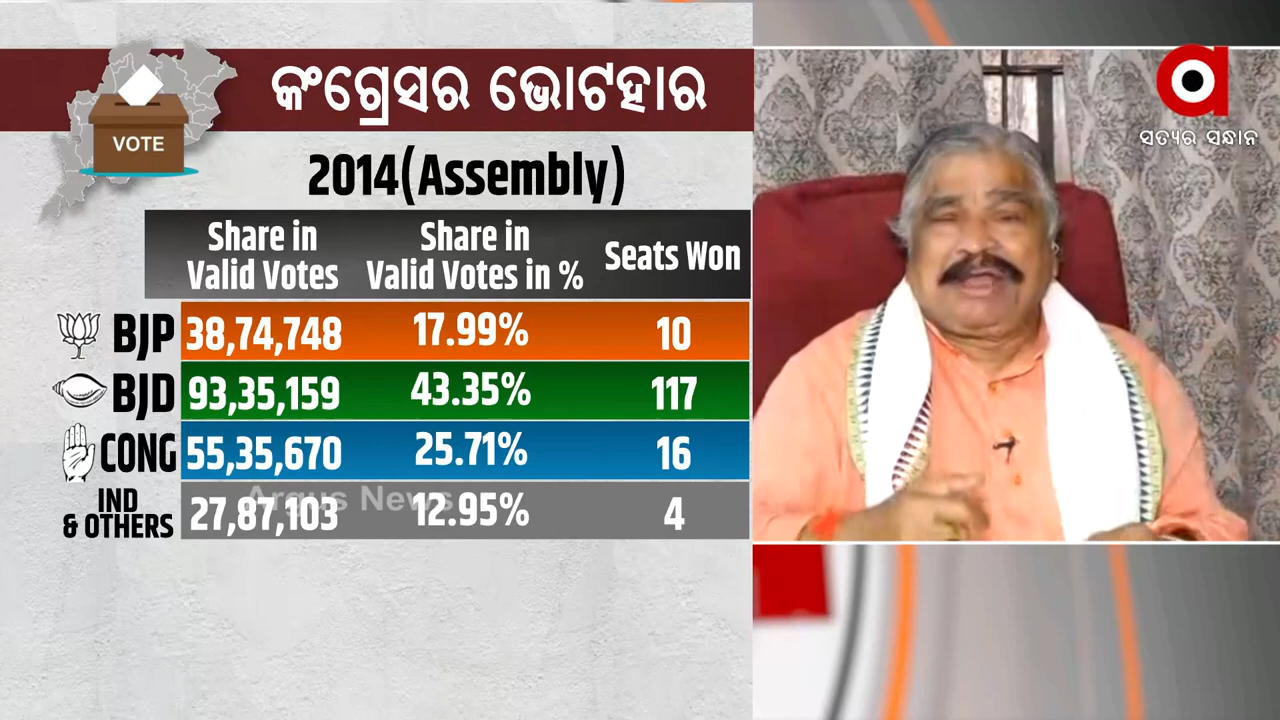 କଂଗ୍ରେସର ଭୋଟହାର
VOTE
2014(Assembly)
Share in Valid Votes
Share in Valid Votes in %
Seats Won
BJP 38,74,748 17.99% 10
BJD 93,35,159 43.35% 117
CONG 55,35,670 25.71% 16
IND & OTHERS 27,87,103 12.95% 4
Argus News
a
ସତ୍ୟର ସନ୍ଧାନ